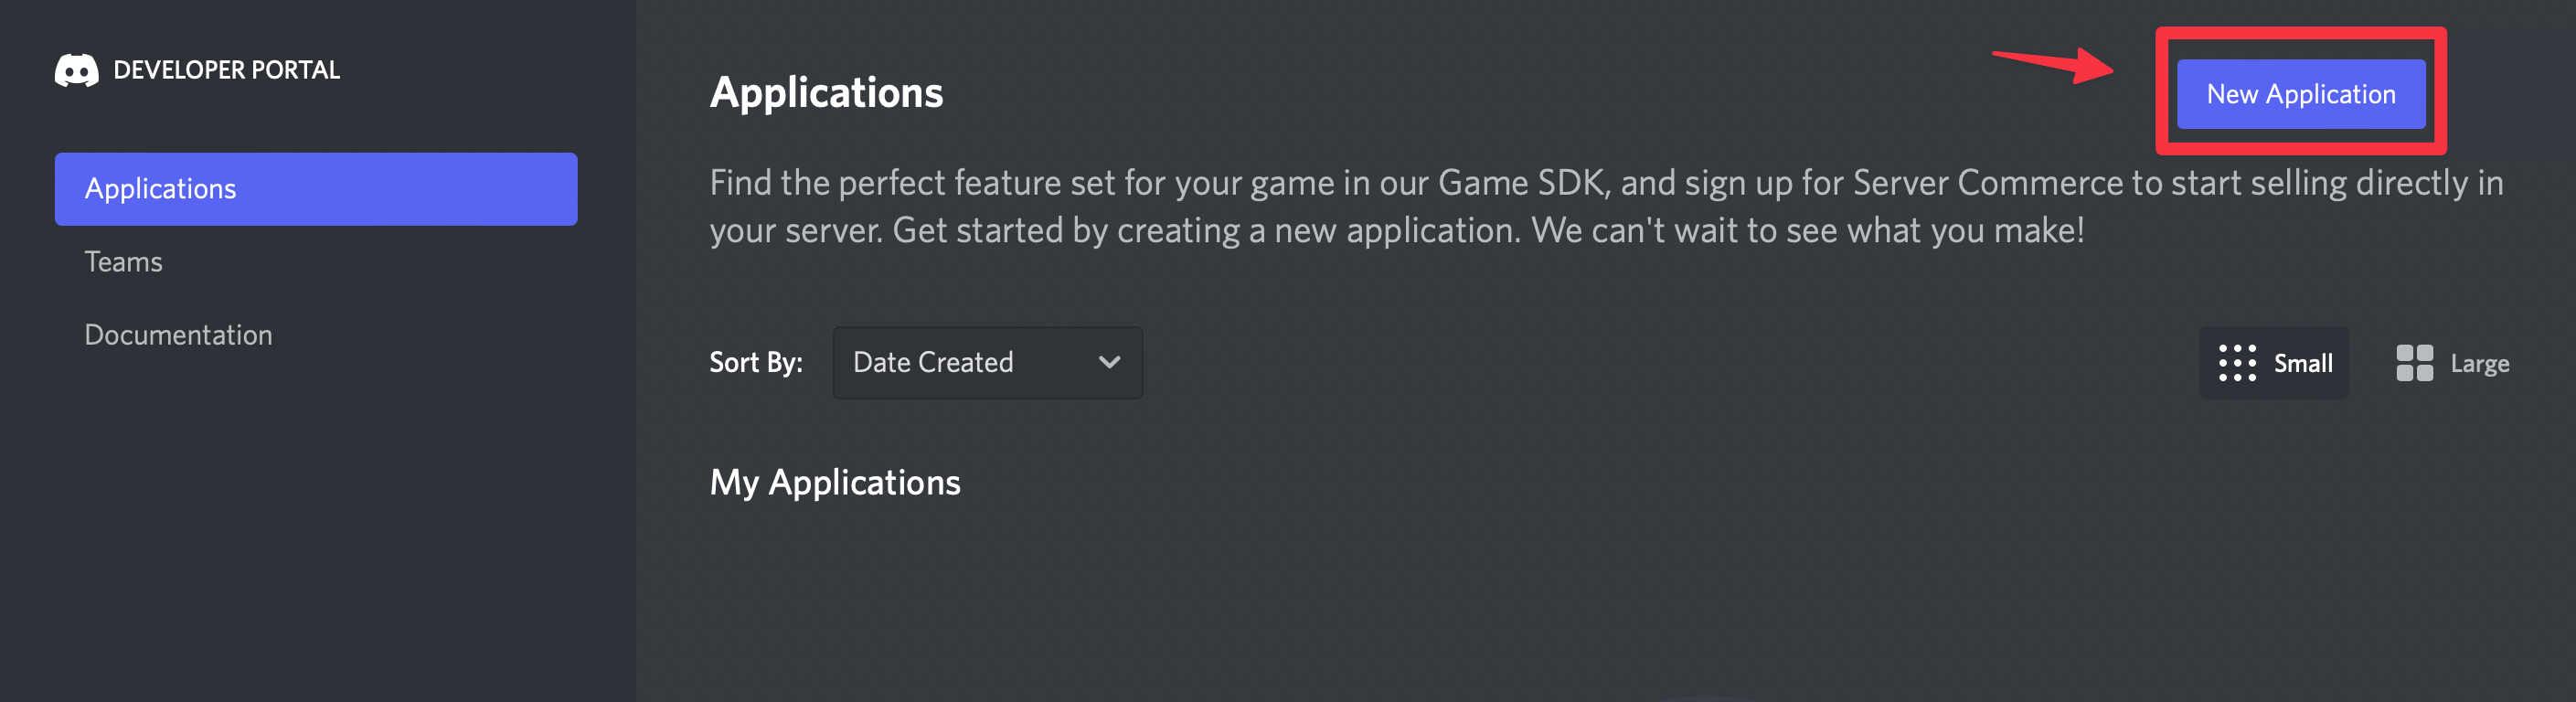 DEVELOPER PORTAL
Applications
Teams
Documentation
Applications
New Application
Find the perfect feature set for your game in our Game SDK, and sign up for Server Commerce to start selling directly in
your server. Get started by creating a new application. We can't wait to see what you make!
Sort By:
Date Created
Small
Large
My Applications